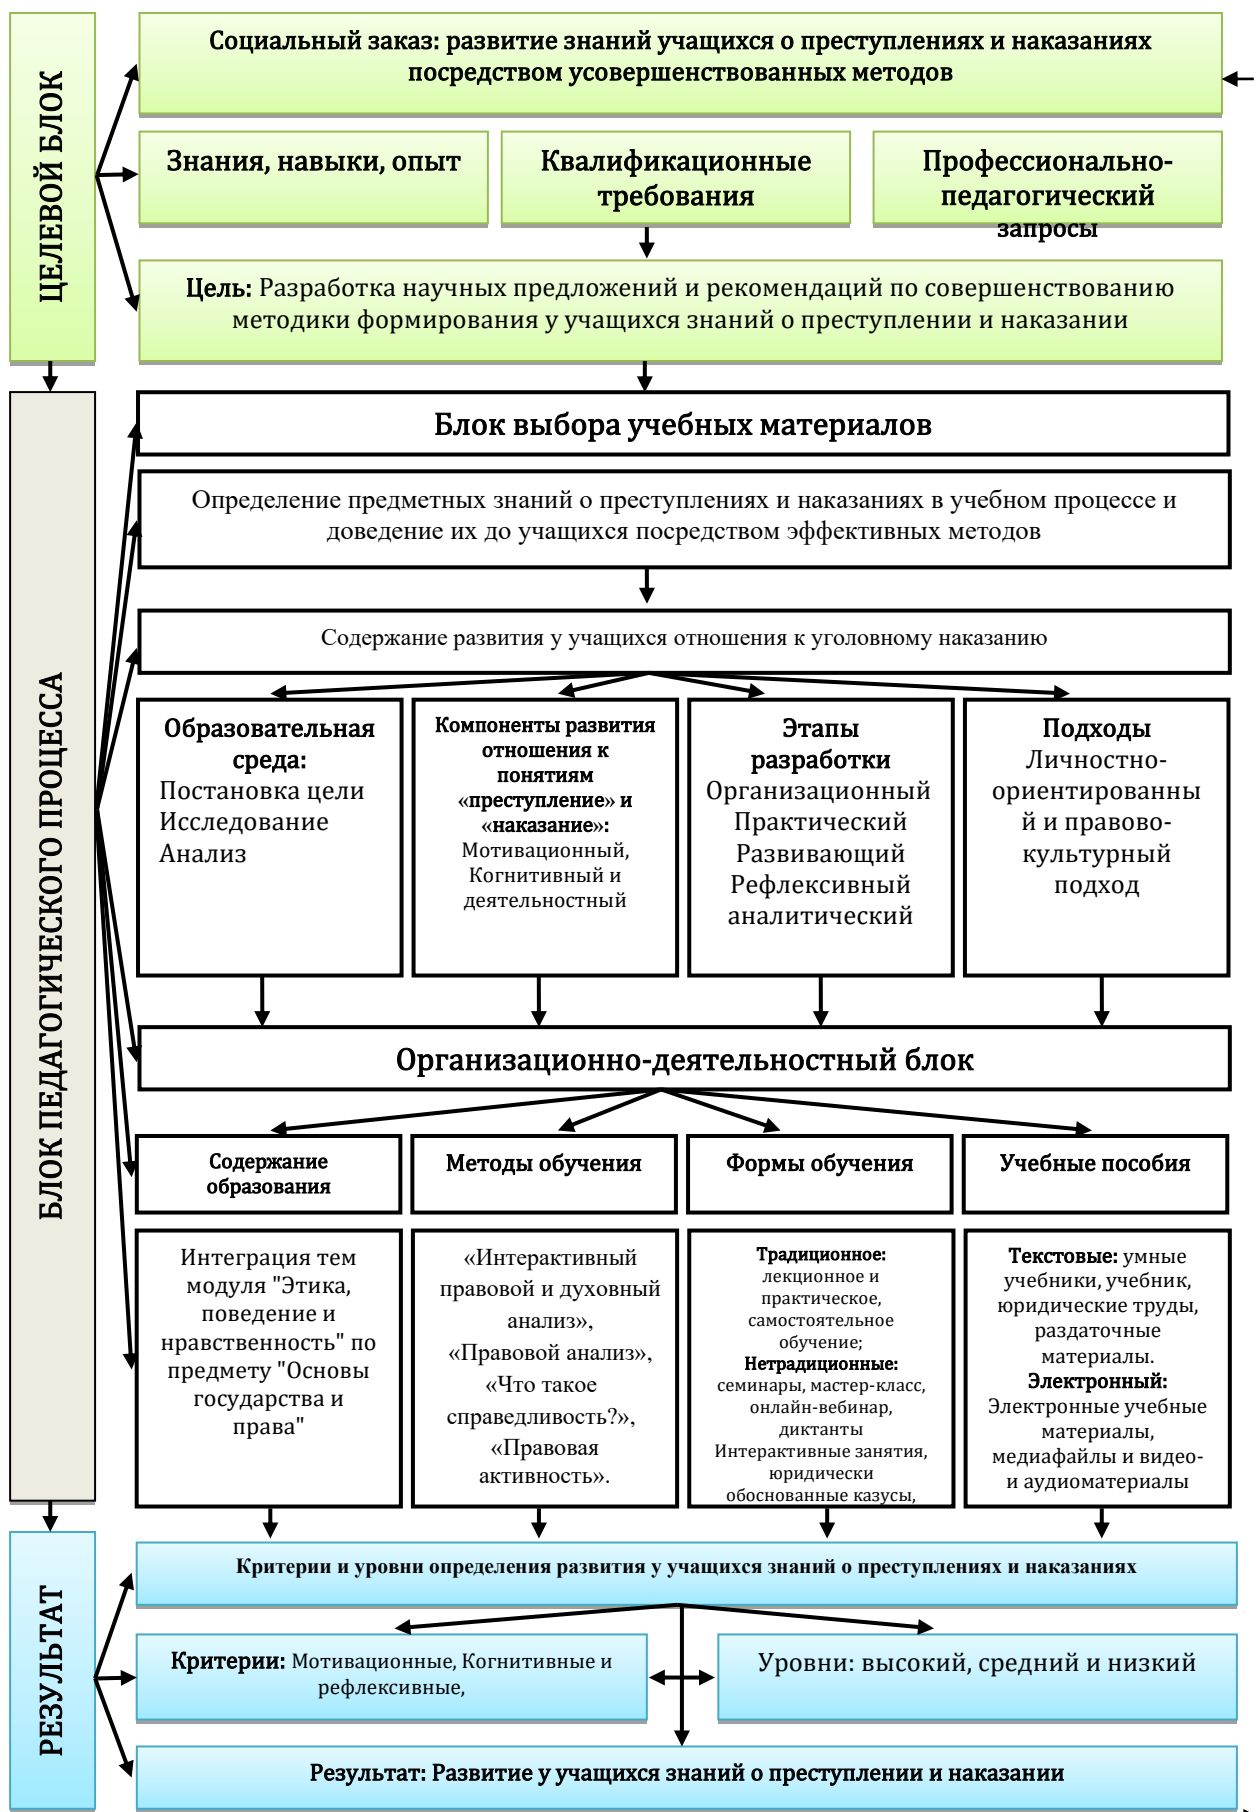 ЦЕЛЕВОЙ БЛОК
Социальный заказ: развитие знаний учащихся о преступлениях и наказаниях
посредством усовершенствованных методов
Знания, навыки, опыт
Квалификационные
требования
Профессионально-
педагогический
запросы
Цель: Разработка научных предложений и рекомендаций по совершенствованию
методики формирования у учащихся знаний о преступлении и наказании
БЛОК ПЕДАГОГИЧЕСКОГО ПРОЦЕССА
Блок выбора учебных материалов
Определение предметных знаний о преступлениях и наказаниях в учебном процессе и
доведение их до учащихся посредством эффективных методов
Содержание развития у учащихся отношения к уголовному наказанию
Образовательная
среда:
Постановка цели
Исследование
Анализ
Компоненты развития
отношения к
понятиям
«преступление» и
«наказание»:
Мотивационный,
Когнитивный и
деятельностный
Этапы
разработки
Организационный
Практический
Развивающий
Рефлексивный
аналитический
Подходы
Личностно-
ориентированны
й и правово-
культурный
подход
Организационно-деятельностный блок
Содержание
образования
Методы обучения
Формы обучения
Учебные пособия
Интеграция тем
модуля "Этика,
поведение и
нравственность" по
предмету "Основы
государства и
права"
«Интерактивный
правовой и духовный
анализ»,
«Правовой анализ»,
«Что такое
справедливость?»,
«Правовая
активность».
Традиционное:
лекционное и
практическое,
самостоятельное
обучение;
Нетрадиционные:
семинары, мастер-класс,
онлайн-вебинар,
диктанты
Интерактивные занятия,
юридически
обоснованные казусы,
Текстовые: умные
учебники, учебник,
юридические труды,
раздаточные
материалы.
Электронный:
Электронные учебные
материалы,
медиафайлы и видео-
и аудиоматериалы
РЕЗУЛЬТАТ
Критерии и уровни определения развития у учащихся знаний о преступлениях и наказаниях
Критерии: Мотивационные, Когнитивные и
рефлексивные,
Уровни: высокий, средний и низкий
Результат: Развитие у учащихся знаний о преступлении и наказании